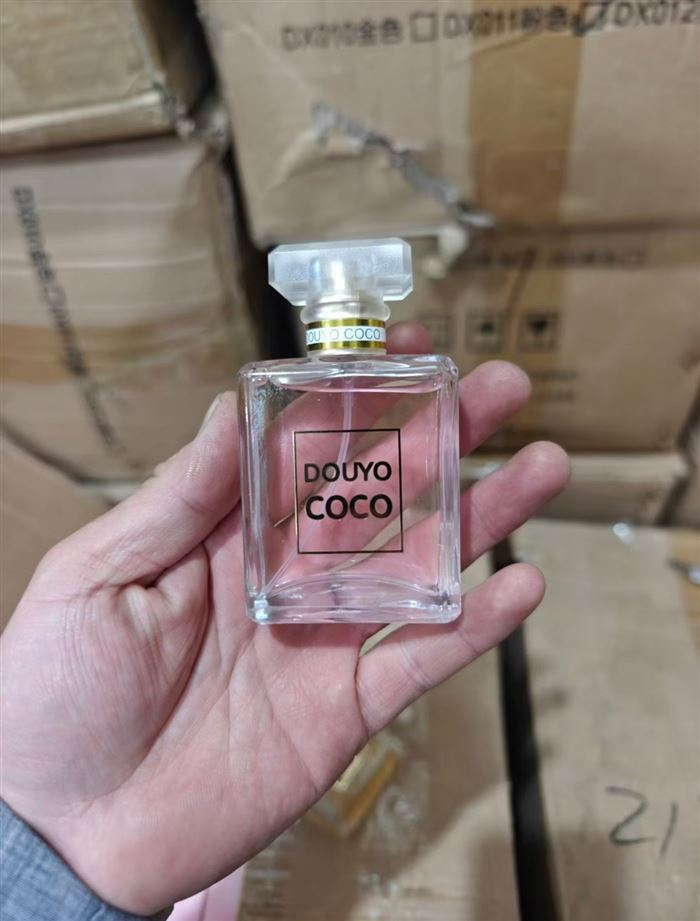 DX010金色 □ DX011粉色 DX012
OUYO COCO
DOUYO
COCO
21